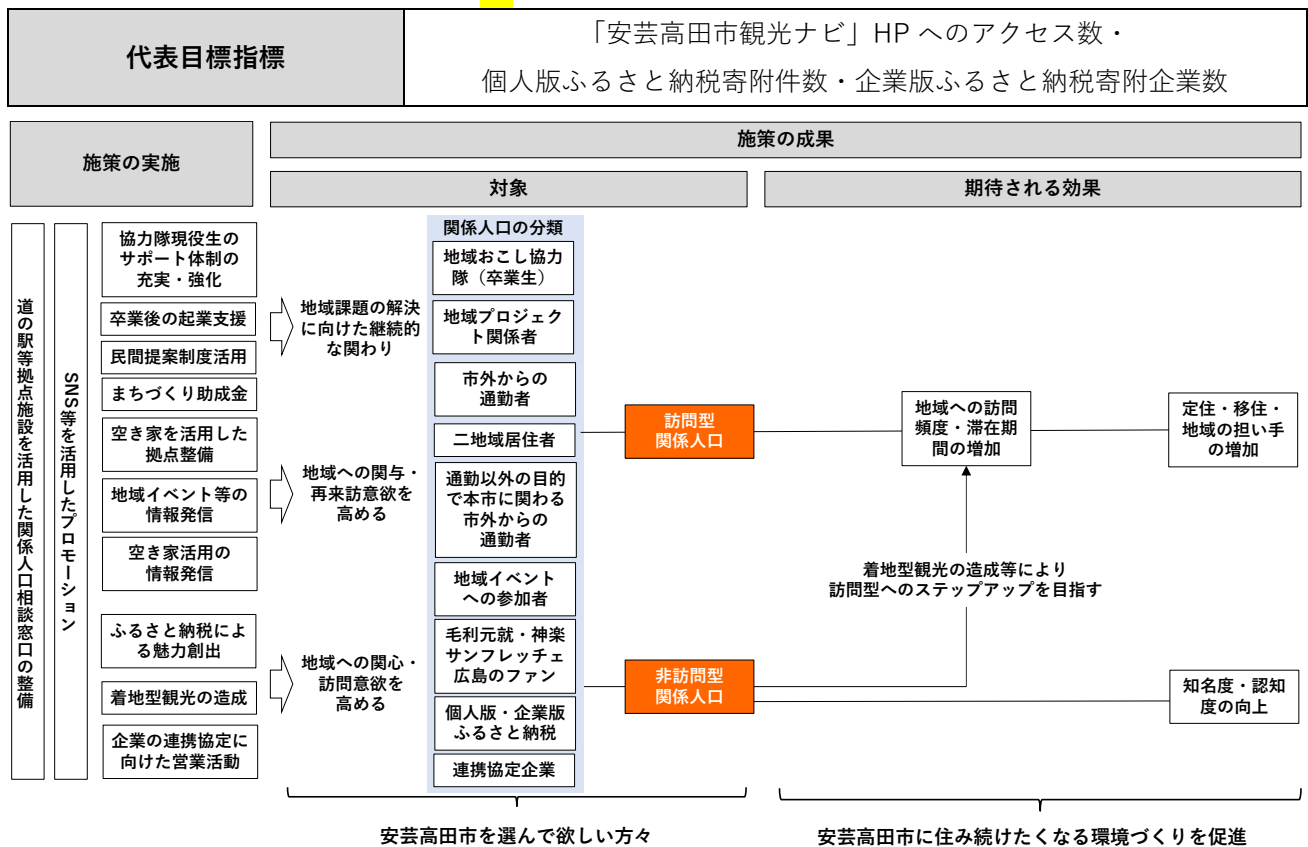 代表目標指標
「安芸高田市観光ナビ」HP へのアクセス数・
個人版ふるさと納税寄附件数・企業版ふるさと納税寄附企業数
施策の実施
施策の成果
対象
期待される効果
道の駅等拠点施設を活用した関係人口相談窓口の整備
SNS等を活用したプロモーション
協力隊現役生の
サポート体制の
充実・強化
卒業後の起業支援
民間提案制度活用
まちづくり助成金
空き家を活用した
拠点整備
地域イベント等の
情報発信
空き家活用の
情報発信
ふるさと納税によ
る魅力創出
着地型観光の造成
企業の連携協定に
向けた営業活動
地域課題の解決
に向けた継続的
な関わり
地域への関与・
再来訪意欲を
高める
地域への関心・
訪問意欲を
高める
関係人口の分類
地域おこし協力
隊（卒業生）
地域プロジェク
ト関係者
市外からの
通勤者
二地域居住者
通勤以外の目的
で本市に関わる
市外からの
通勤者
地域イベント
への参加者
毛利元就・神楽
サンフレッチェ
広島のファン
個人版・企業版
ふるさと納税
連携協定企業
訪問型
関係人口
非訪問型
関係人口
地域への訪問
頻度・滞在期
間の増加
定住・移住・
地域の担い手
の増加
着地型観光の造成等により
訪問型へのステップアップを目指す
知名度・認知
度の向上
安芸高田市を選んで欲しい方々
安芸高田市に住み続けたくなる環境づくりを促進